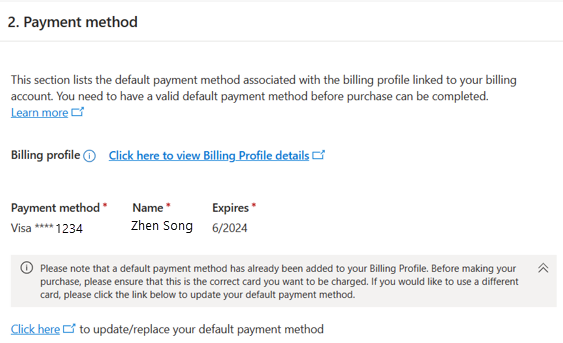 2. Payment method
This section lists the default payment method associated with the billing profile linked to your billing
account. You need to have a valid default payment method before purchase can be completed.
Learn more
Billing profile Click here to view Billing Profile details
Payment method * Name * Expires *
Visa **** 1234 Zhen Song 6/2024
Please note that a default payment method has already been added to your Billing Profile. Before making your
purchase, please ensure that this is the correct card you want to be charged. If you would like to use a different
card, please click the link below to update your default payment method.
Click here to update/replace your default payment method